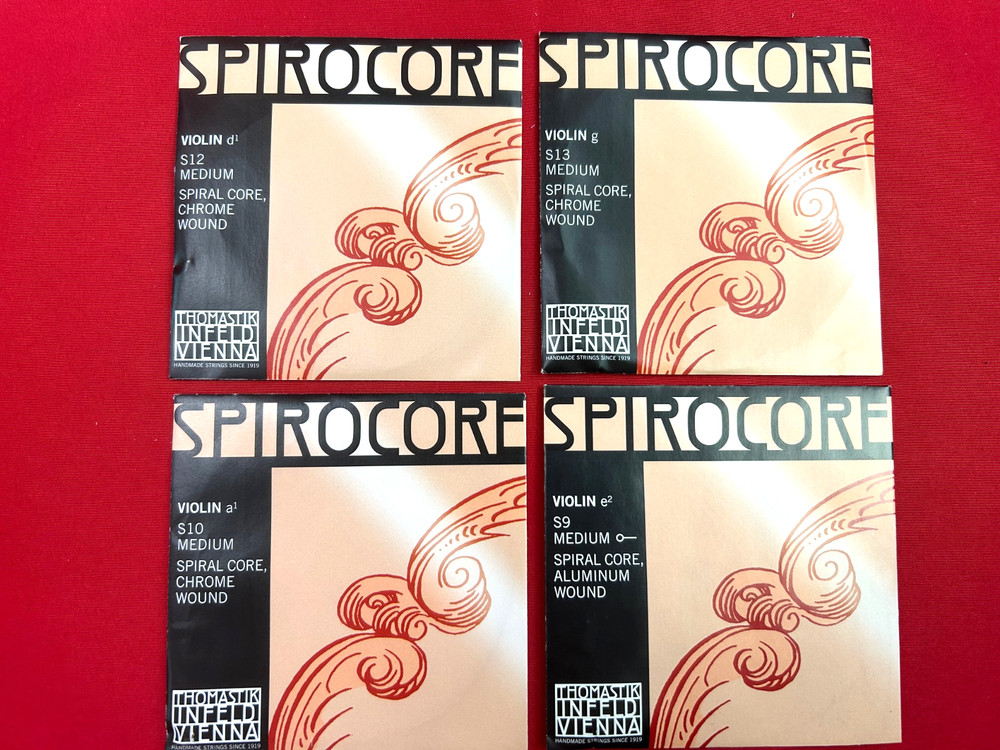 SPIROCORE
VIOLIN d¹
S12
MEDIUM
SPIRAL CORE,
CHROME
WOUND
THOMASTIK
INFELD
VIENNA
HANDMADE STRINGS SINCE 1919
SPIROCORE
VIOLIN g
S13
MEDIUM
SPIRAL CORE,
CHROME
WOUND
THOMASTIK
INFELD
VIENNA
HANDMADE STRINGS SINCE 1919
SPIROCORE
VIOLIN a¹
S10
MEDIUM
SPIRAL CORE,
CHROME
WOUND
THOMASTIK
INFELD
VIENNA
HANDMADE STRINGS SINCE 1919
SPIROCORE
VIOLIN e²
S9
MEDIUM
SPIRAL CORE,
ALUMINUM
WOUND
THOMASTIK
INFELD
VIENNA
HANDMADE STRINGS SINCE 1919